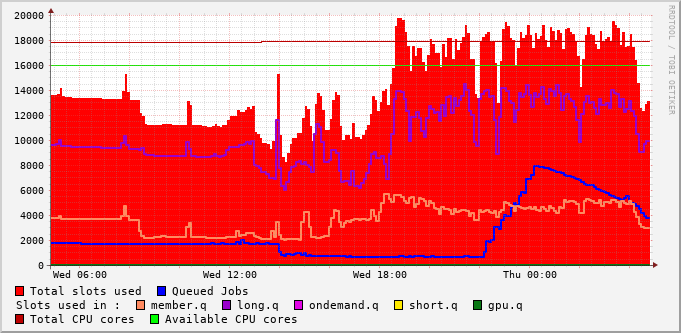 20000
18000
16000
14000
12000
10000
8000
6000
4000
2000
0
Wed 06:00 Wed 12:00 Wed 18:00 Thu 00:00
RRDTOOL / TOBI OETIKER
Total slots used Queued Jobs
Slots used in : member.q long.q ondemand.q short.q gpu.q
Total CPU cores Available CPU cores